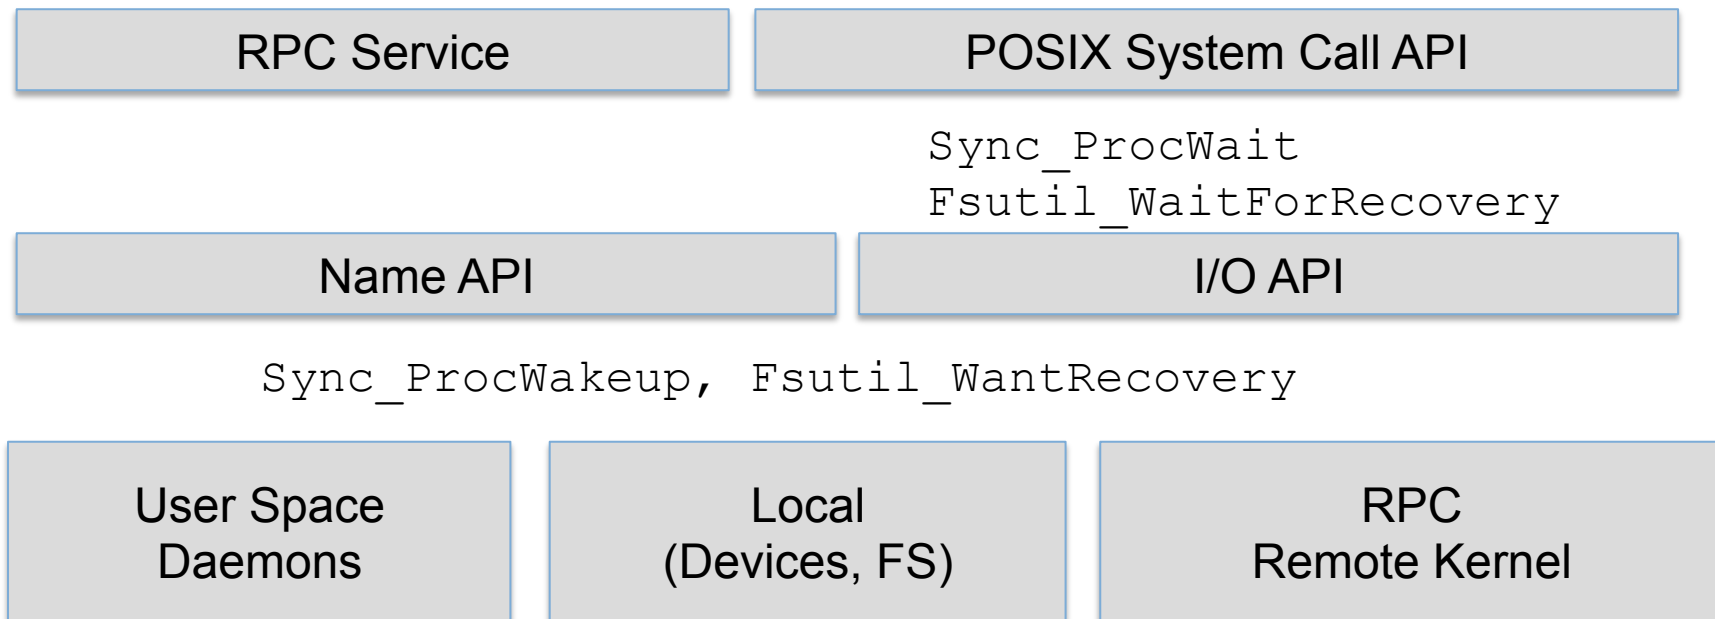 RPC Service
POSIX System Call API
Sync_ProcWait
Fsutil_WaitForRecovery
Name API
I/O API
Sync_ProcWakeup, Fsutil_WantRecovery
User Space
Daemons
Local
(Devices, FS)
RPC
Remote Kernel